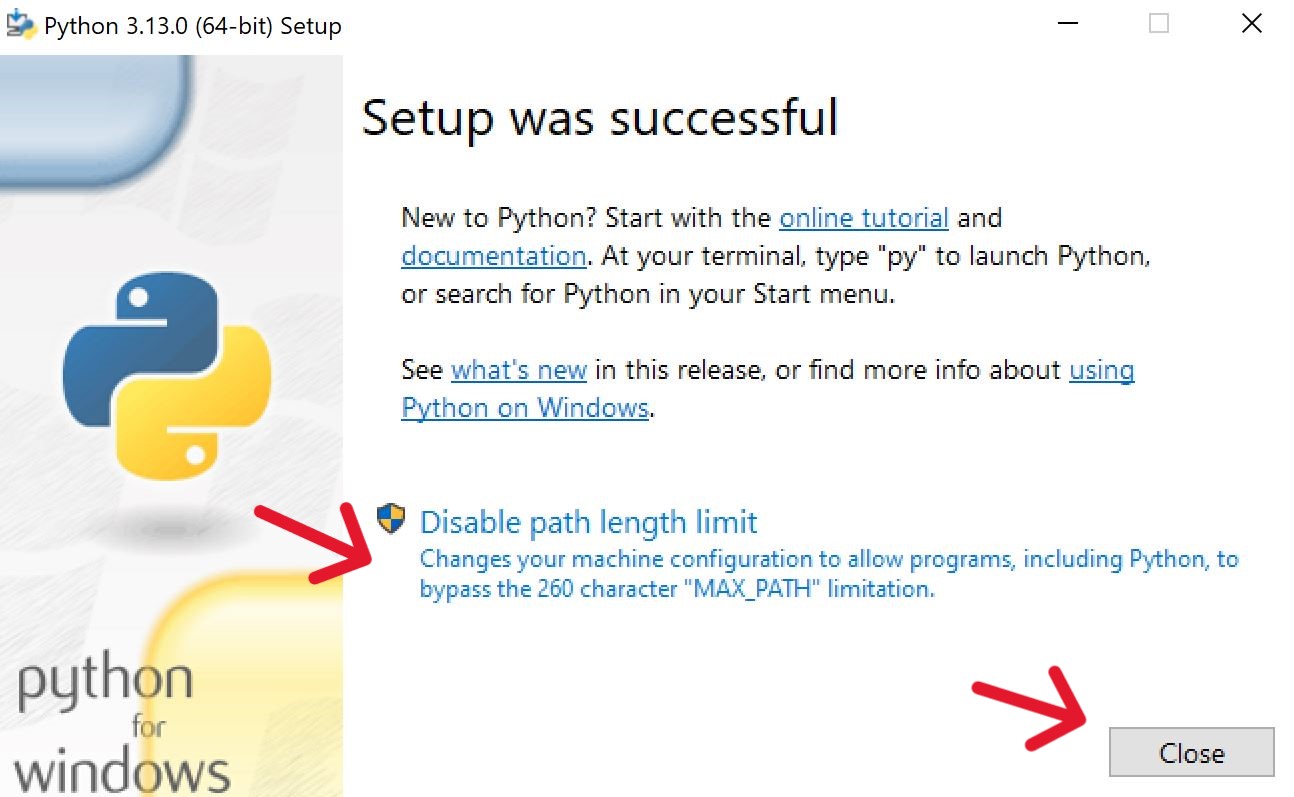 Python 3.13.0 (64-bit) Setup
Setup was successful
New to Python? Start with the online tutorial and
documentation. At your terminal, type "py" to launch Python,
or search for Python in your Start menu.
See what's new in this release, or find more info about using
Python on Windows.
Disable path length limit
Changes your machine configuration to allow programs, including Python, to
bypass the 260 character "MAX_PATH" limitation.
python
for
windows
Close